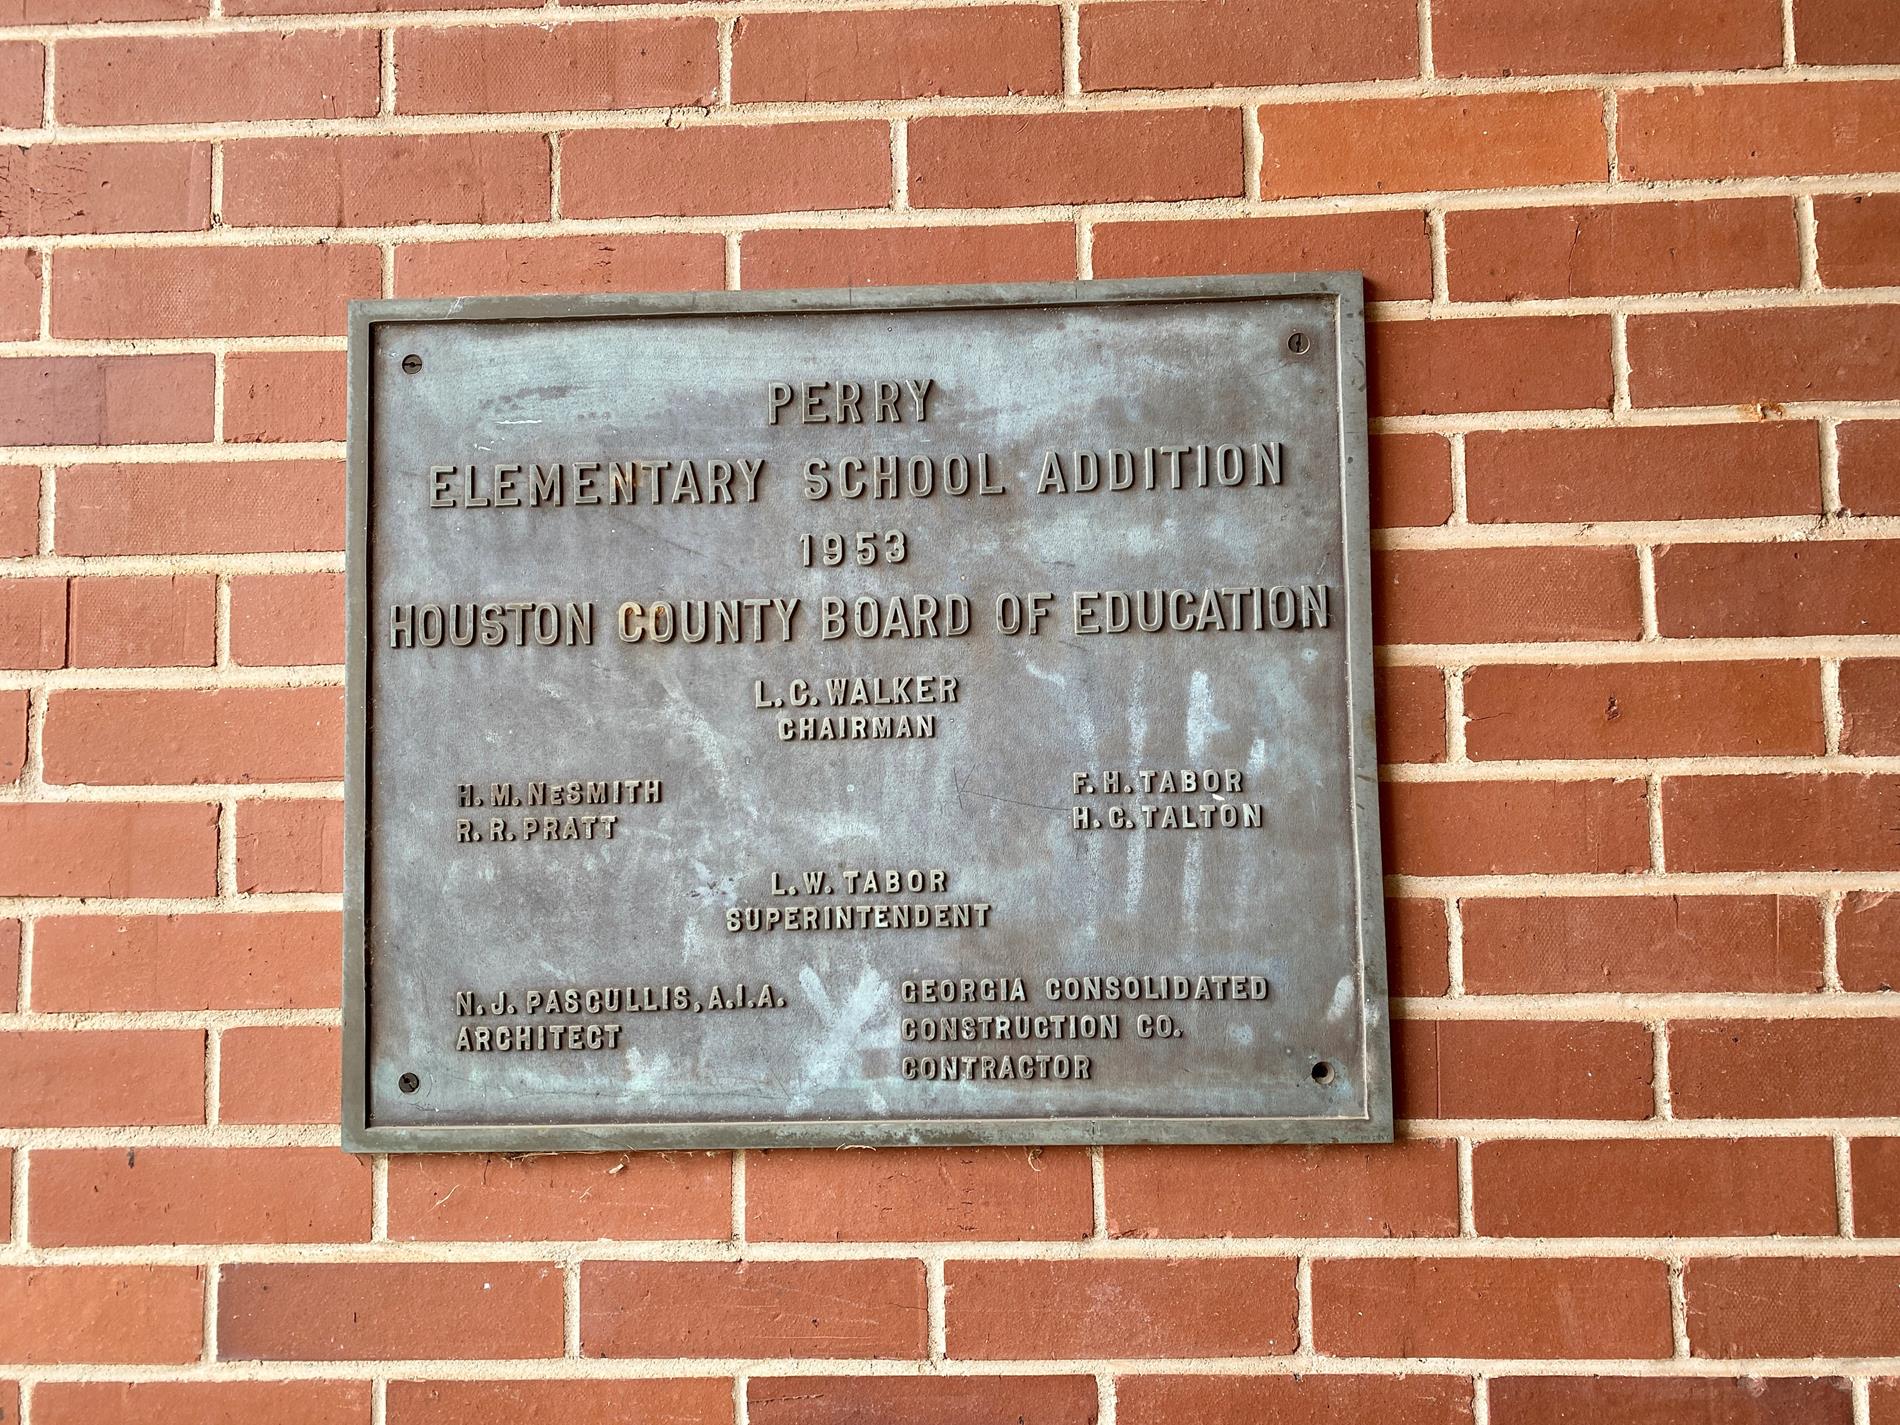 PERRY
ELEMENTARY SCHOOL ADDITION
1953
HOUSTON COUNTY BOARD OF EDUCATION
L. C. WALKER
CHAIRMAN
H. M. NeSMITH
R. R. PRATT
F. H. TABOR
H. C. TALTON
L. W. TABOR
SUPERINTENDENT
N. J. PASCULLIS, A.I.A.
ARCHITECT
GEORGIA CONSOLIDATED
CONSTRUCTION CO.
CONTRACTOR